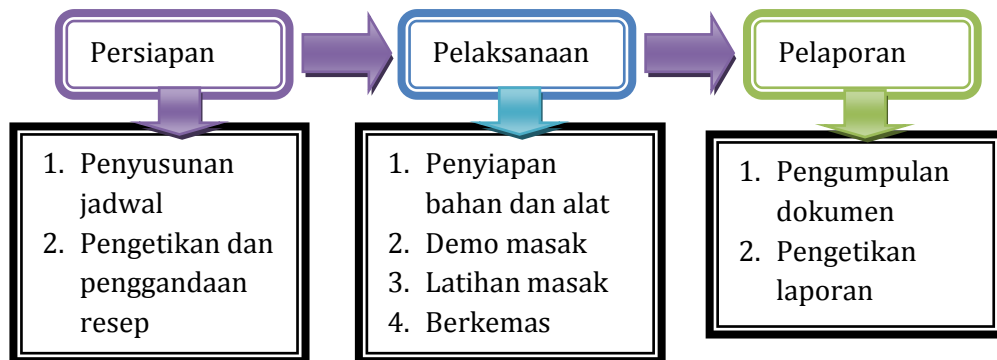 Persiapan
Pelaksanaan
Pelaporan
1. Penyusunan
jadwal
2. Pengetikan dan
penggandaan
resep
1. Penyiapan
bahan dan alat
2. Demo masak
3. Latihan masak
4. Berkemas
1. Pengumpulan
dokumen
2. Pengetikan
laporan